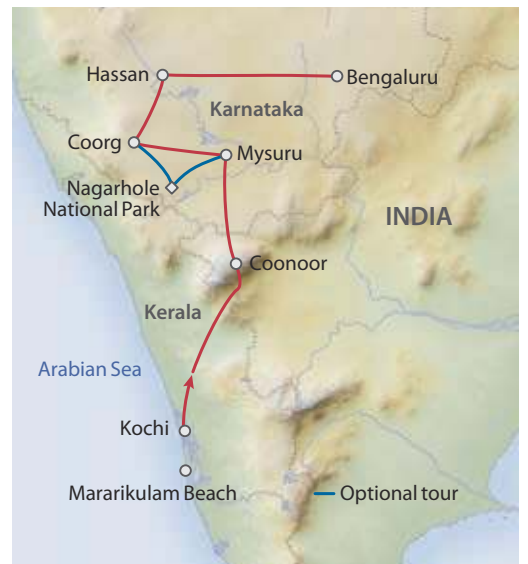 Hassan
Bengaluru
Karnataka
Coorg
Mysuru
Nagarhole
National Park
INDIA
Coonoor
Kerala
Arabian Sea
Kochi
Mararikulam Beach
Optional tour